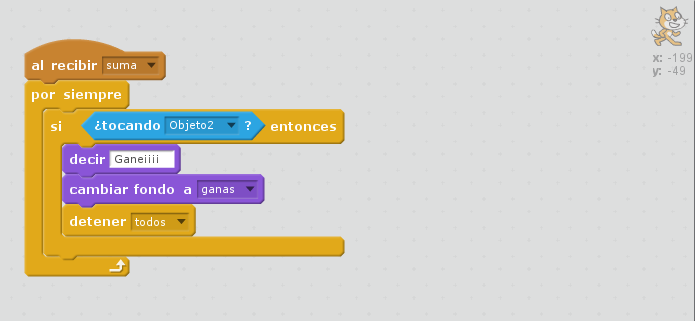 al recibir suma
por siempre
si ¿tocando Objeto2 ? entonces
decir Ganeiiii
cambiar fondo a ganas
detener todos
x: -199
y: -49